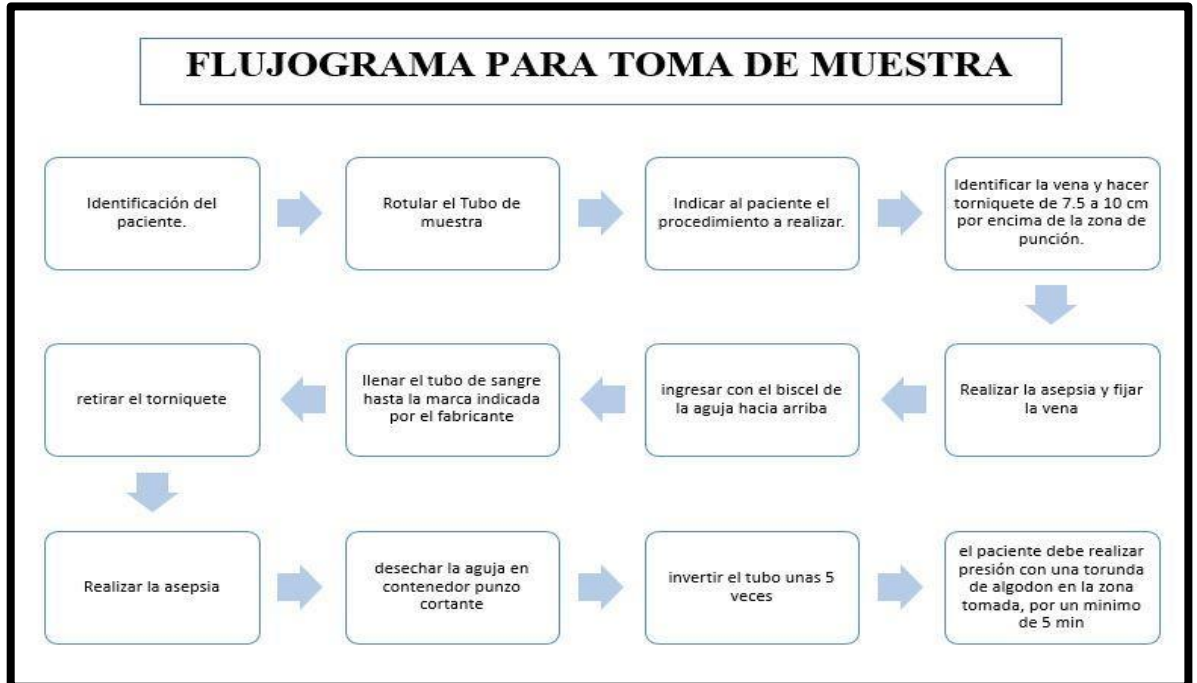 FLUJOGRAMA PARA TOMA DE MUESTRA
Identificación del
paciente.
Rotular el Tubo de
muestra
Indicar al paciente el
procedimiento a realizar.
Identificar la vena y hacer
torniquete de 7.5 a 10 cm
por encima de la zona de
punción.
Realizar la asepsia y fijar
la vena
ingresar con el biscel de
la aguja hacia arriba
llenar el tubo de sangre
hasta la marca indicada
por el fabricante
retirar el torniquete
Realizar la asepsia
desechar la aguja en
contenedor punzo
cortante
invertir el tubo unas 5
veces
el paciente debe realizar
presión con una torunda
de algodon en la zona
tomada, por un minimo
de 5 min